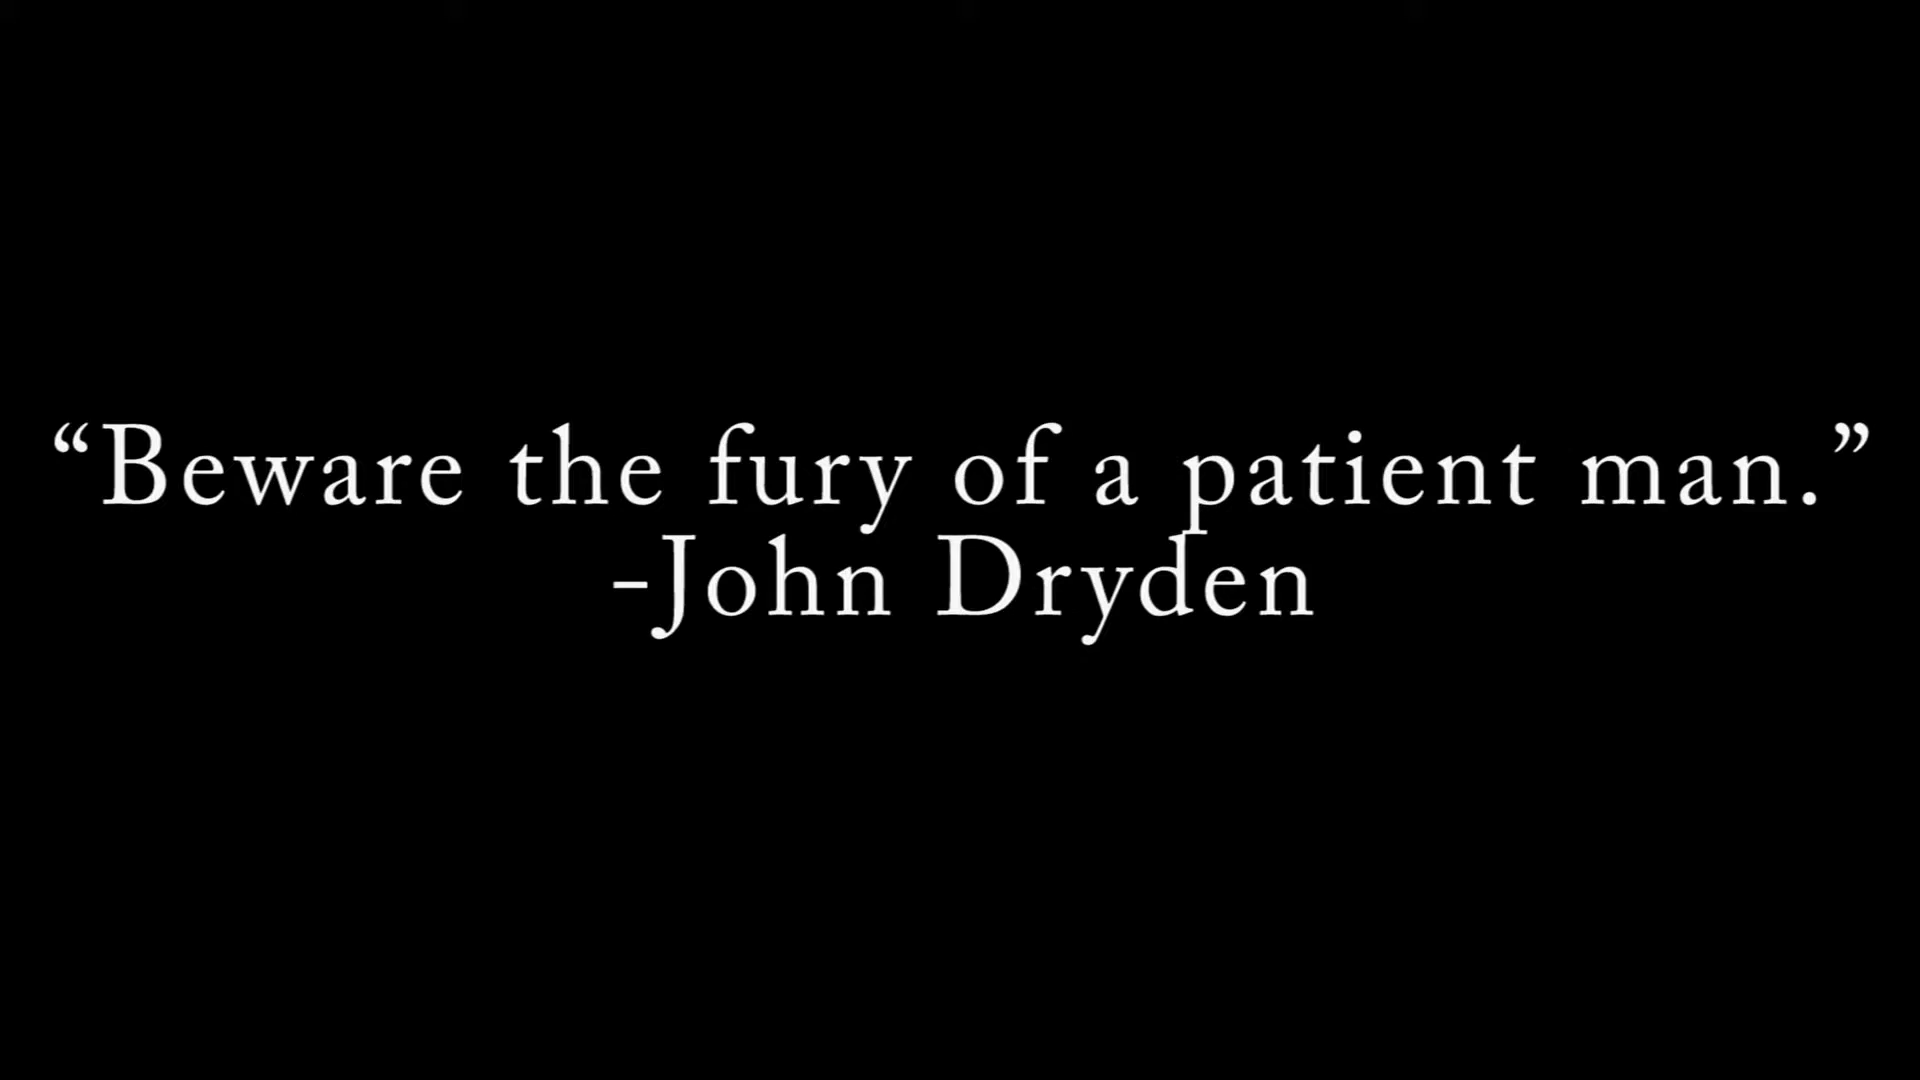 “Beware the fury of a patient man.”
-John Dryden